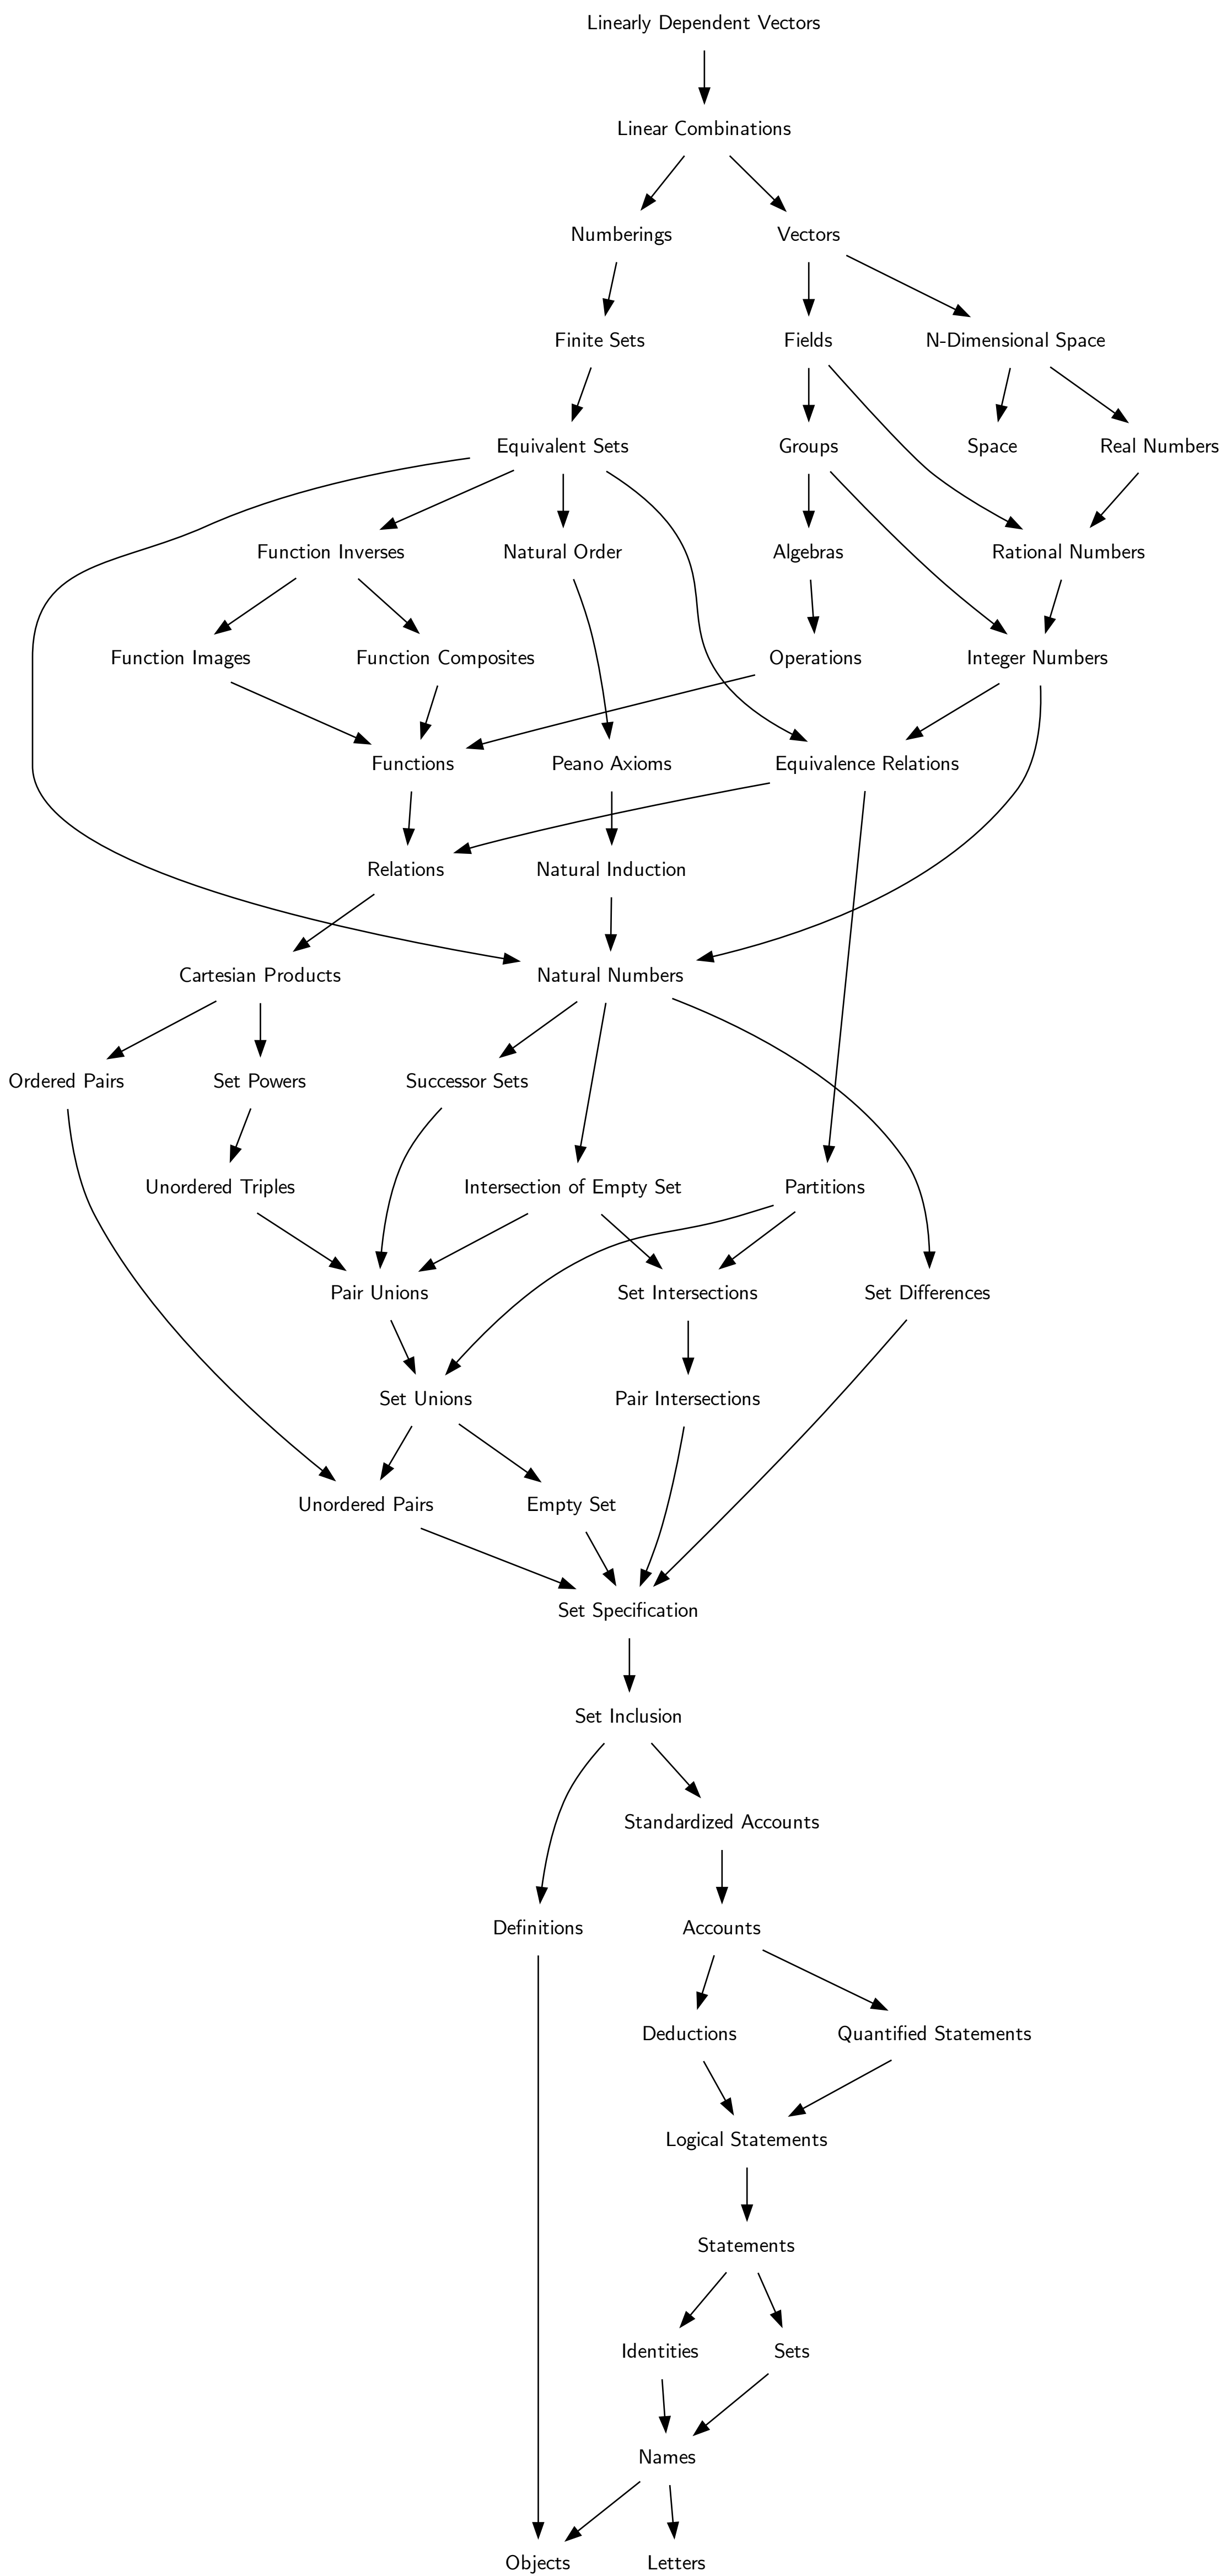 Linearly Dependent Vectors
Linear Combinations
Numberings
Vectors
Finite Sets
Fields
N-Dimensional Space
Equivalent Sets
Groups
Space
Real Numbers
Function Inverses
Natural Order
Algebras
Rational Numbers
Function Images
Function Composites
Operations
Integer Numbers
Functions
Peano Axioms
Equivalence Relations
Relations
Natural Induction
Cartesian Products
Natural Numbers
Ordered Pairs
Set Powers
Successor Sets
Unordered Triples
Intersection of Empty Set
Partitions
Pair Unions
Set Intersections
Set Differences
Set Unions
Pair Intersections
Unordered Pairs
Empty Set
Set Specification
Set Inclusion
Standardized Accounts
Definitions
Accounts
Deductions
Quantified Statements
Logical Statements
Statements
Identities
Sets
Names
Objects
Letters